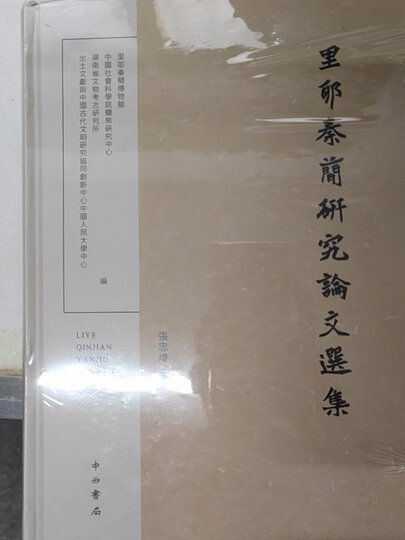 里耶秦簡研究論文選集
里耶秦簡博物館
中國社會科學院簡帛研究中心
湖南省文物考古研究所
出土文獻與中國古代文明研究協同創新中心中國人民大學中心
編
張忠煒
LIYE
QINJIAN
YANJIU
中西書局